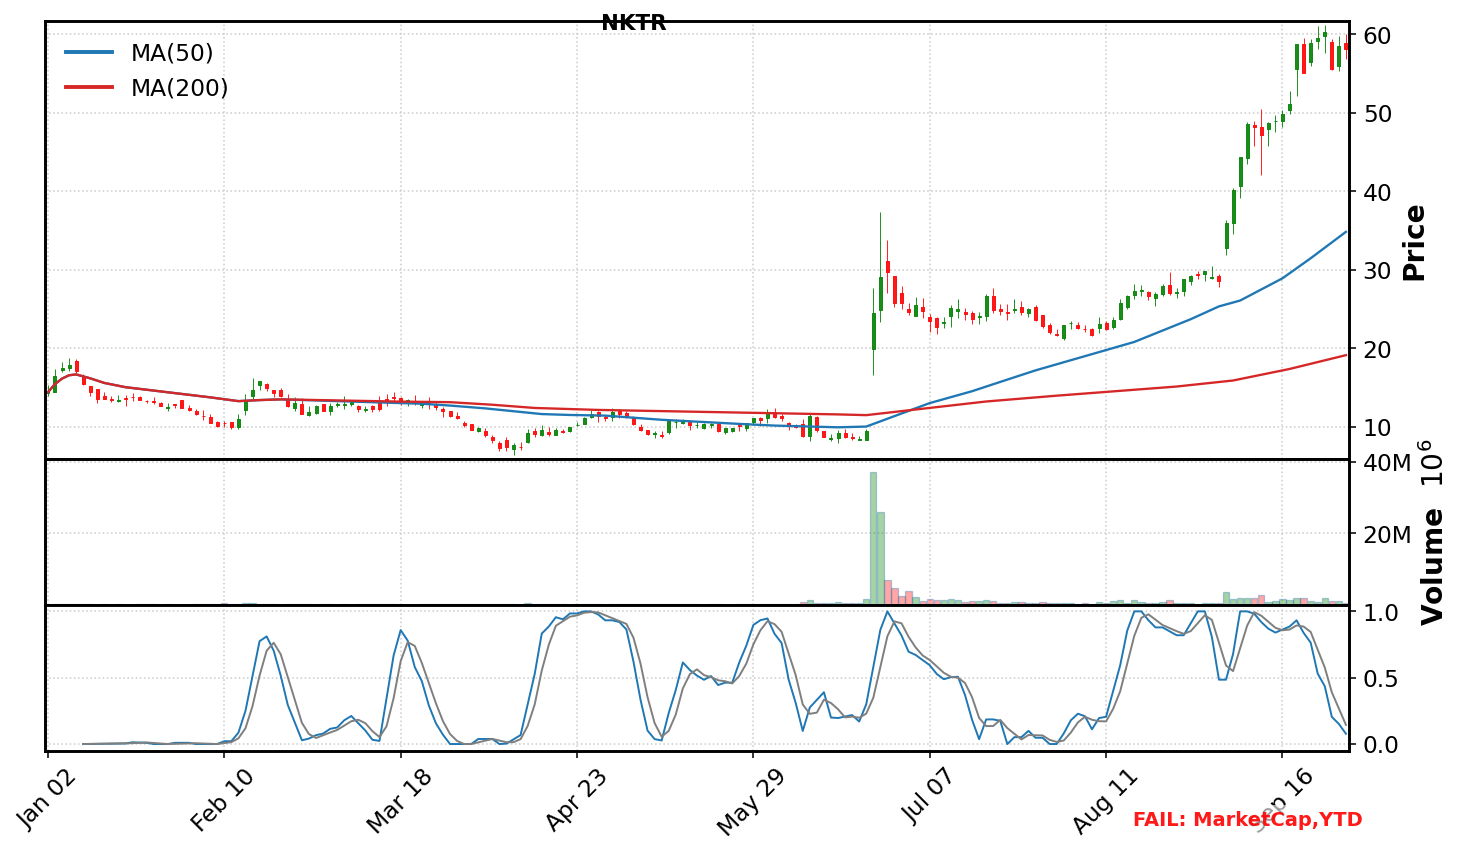 NKTR
MA(50)
MA(200)
60
50
40
30
20
10
Price
40M
20M
Volume 10^6
1.0
0.5
0.0
Jan 02
Feb 10
Mar 18
Apr 23
May 29
Jul 07
Aug 11
Sep 16
FAIL: MarketCap,YTD